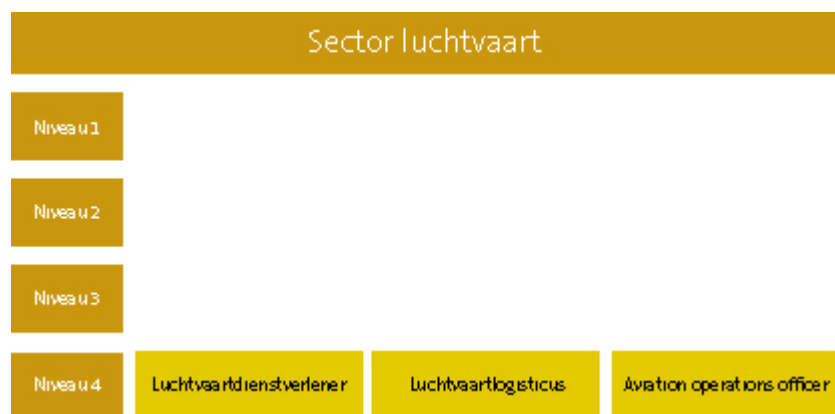 Sector luchtvaart
Niveau 1
Niveau 2
Niveau 3
Niveau 4
Luchtvaartdienstverlener
Luchtvaartlogisticus
Aviation operations officer